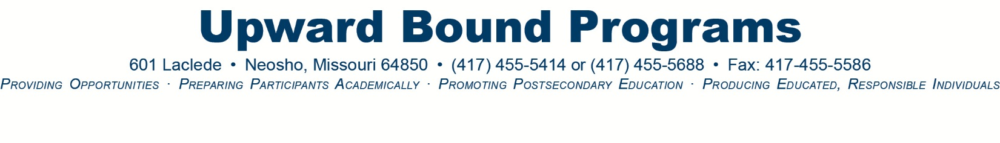 Upward Bound Programs
601 Laclede • Neosho, Missouri 64850 • (417) 455-5414 or (417) 455-5688 • Fax: 417-455-5586
Providing Opportunities · Preparing Participants Academically · Promoting Postsecondary Education · Producing Educated, Responsible Individuals